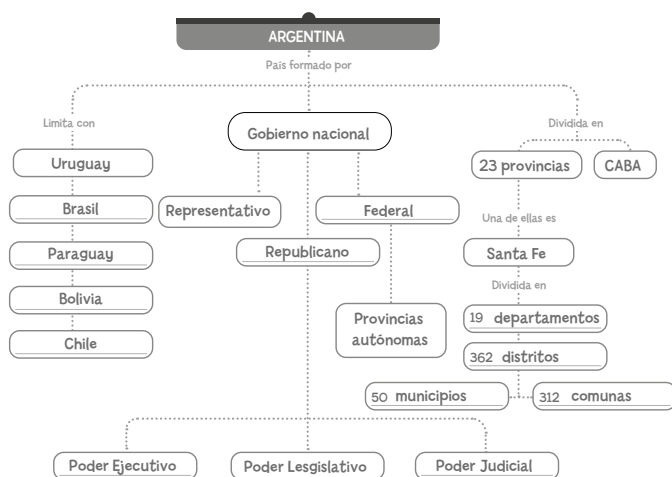 ARGENTINA
País formado por
Limita con
Uruguay
Brasil
Paraguay
Bolivia
Chile
Gobierno nacional
Representativo
Federal
Republicano
Provincias
autónomas
Dividida en
23 provincias
CABA
Una de ellas es
Santa Fe
Dividida en
19 departamentos
362 distritos
50 municipios
312 comunas
Poder Ejecutivo
Poder Lesgislativo
Poder Judicial